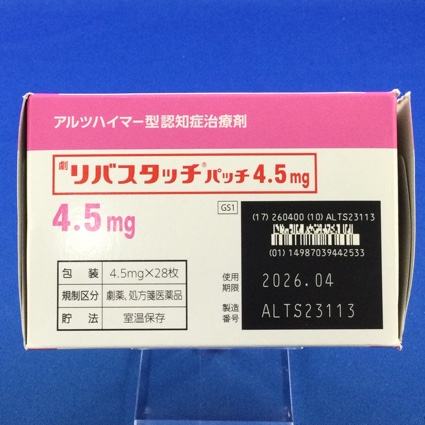 アルツハイマー型認知症治療剤
劇 リバスタッチ®パッチ4.5mg
4.5mg
GS1
(17) 260400 (10) ALTS23113
(01) 14987039442533
包装 4.5mg×28枚
規制区分 劇薬、処方箋医薬品
貯法 室温保存
使用期限 2026.04
製造番号 ALTS23113